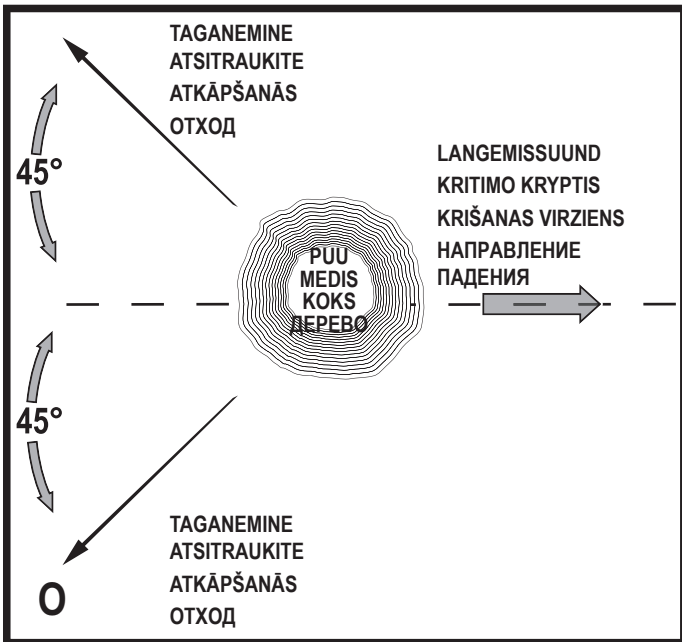 TAGANEMINE
ATSITRAUKITE
ATKĀPŠANĀS
ОТХОД
45°
LANGEMISSUUND
KRITIMO KRYPTIS
KRIŠANAS VIRZIENS
НАПРАВЛЕНИЕ
ПАДЕНИЯ
PUU
MEDIS
KOKS
ДЕРЕВО
45°
TAGANEMINE
ATSITRAUKITE
ATKĀPŠANĀS
ОТХОД
O